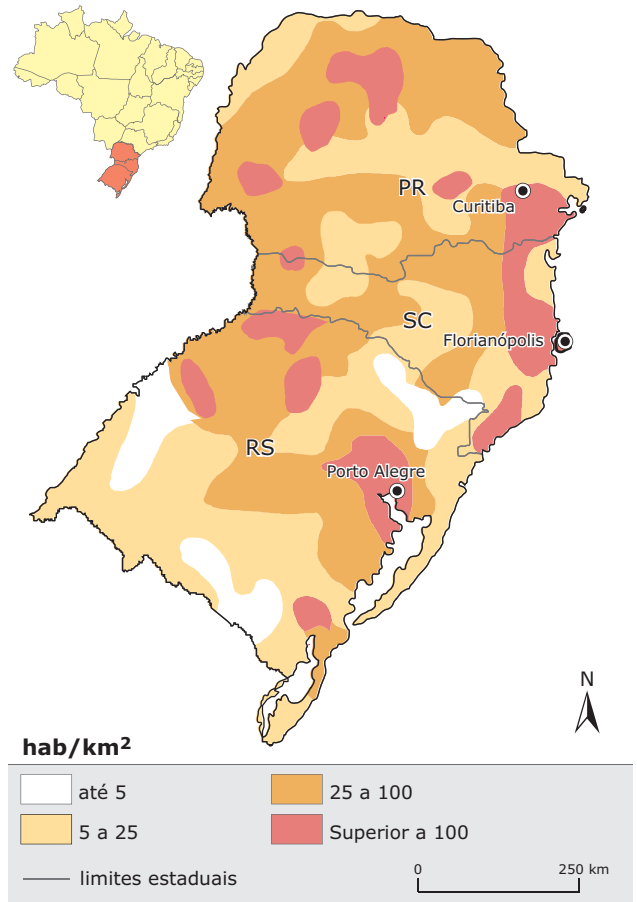 PR
Curitiba
SC
Florianópolis
RS
Porto Alegre
N
hab/km²
até 5
25 a 100
5 a 25
Superior a 100
limites estaduais
0 250 km